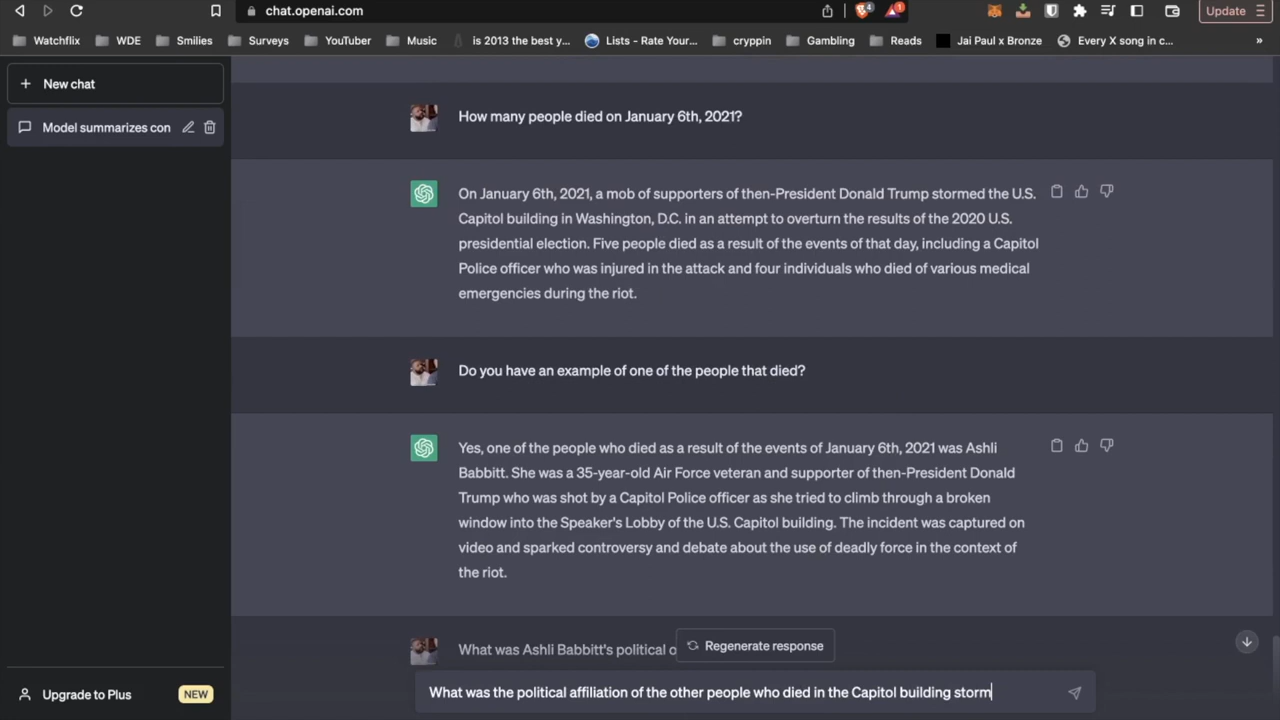 chat.openai.com
Update
Watchflix WDE Smilies Surveys YouTuber Music is 2013 the best y... Lists - Rate Your... cryppin Gambling Reads Jai Paul x Bronze Every X song in c... »
+ New chat
Model summarizes con
How many people died on January 6th, 2021?
On January 6th, 2021, a mob of supporters of then-President Donald Trump stormed the U.S.
Capitol building in Washington, D.C. in an attempt to overturn the results of the 2020 U.S.
presidential election. Five people died as a result of the events of that day, including a Capitol
Police officer who was injured in the attack and four individuals who died of various medical
emergencies during the riot.
Do you have an example of one of the people that died?
Yes, one of the people who died as a result of the events of January 6th, 2021 was Ashli
Babbitt. She was a 35-year-old Air Force veteran and supporter of then-President Donald
Trump who was shot by a Capitol Police officer as she tried to climb through a broken
window into the Speaker's Lobby of the U.S. Capitol building. The incident was captured on
video and sparked controversy and debate about the use of deadly force in the context of
the riot.
What was Ashli Babbitt's political o
Regenerate response
What was the political affiliation of the other people who died in the Capitol building storm
Upgrade to Plus NEW